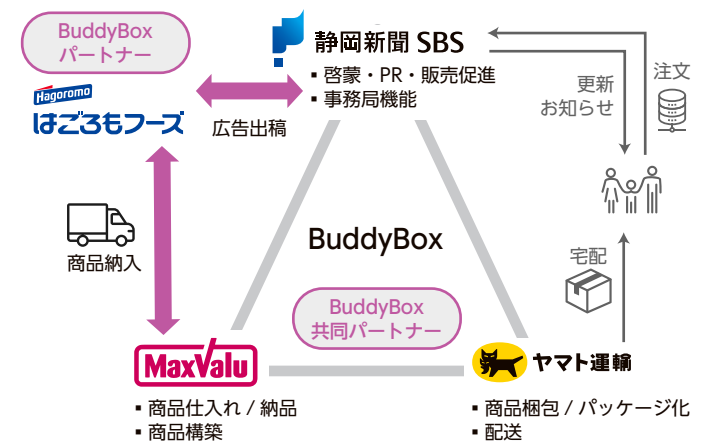 BuddyBox
パートナー
静岡新聞 SBS
▪ 啓蒙・PR・販売促進
▪ 事務局機能
Hagoromo
はごろもフーズ
広告出稿
更新
お知らせ
注文
商品納入
BuddyBox
宅配
BuddyBox
共同パートナー
MaxValu
ヤマト運輸
▪ 商品仕入れ / 納品
▪ 商品構築
▪ 商品梱包 / パッケージ化
▪ 配送